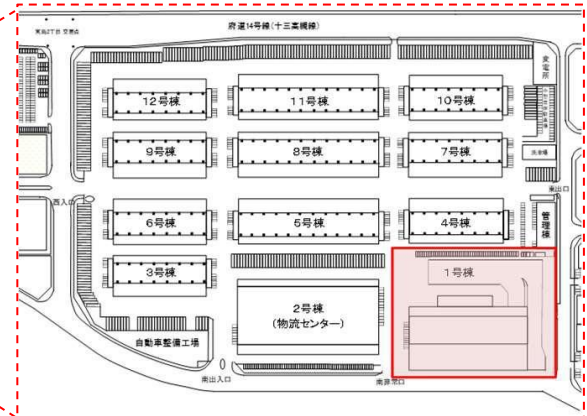 府道14号線(十三高槻線)
変電所
12号棟
11号棟
10号棟
9号棟
8号棟
7号棟
西入口
東出口
6号棟
5号棟
4号棟
管理棟
3号棟
1号棟
2号棟
(物流センター)
自動車整備工場
南出入口